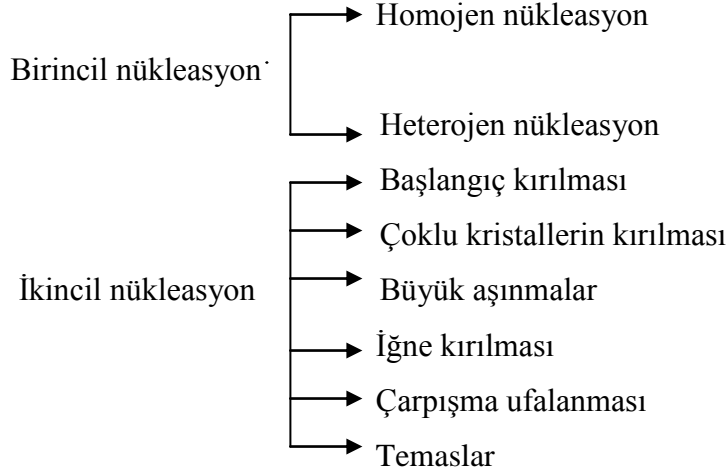 Homojen nükleasyon
Birincil nükleasyon
Heterojen nükleasyon
Başlangıç kırılması
Çoklu kristallerin kırılması
İkincil nükleasyon
Büyük aşınmalar
İğne kırılması
Çarpışma ufalanması
Temaslar